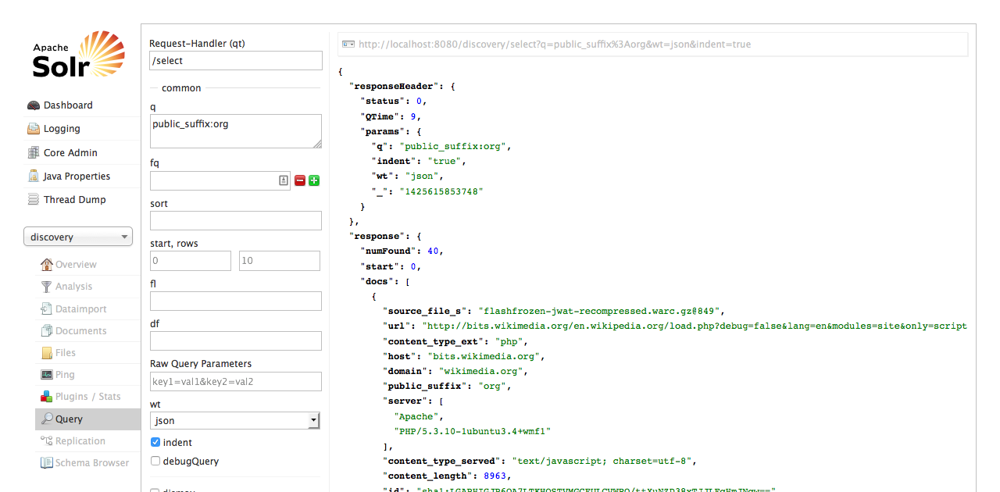 Apache
Solr
Dashboard
Logging
Core Admin
Java Properties
Thread Dump
discovery
Overview
Analysis
Dataimport
Documents
Files
Ping
Plugins / Stats
Query
Replication
Schema Browser
Request-Handler (qt)
/select
common
q
public_suffix:org
fq
sort
start, rows
0 10
fl
df
Raw Query Parameters
key1=val1&key2=val2
wt
json
indent
debugQuery
http://localhost:8080/discovery/select?q=public_suffix%3Aorg&wt=json&indent=true
{
"responseHeader": {
"status": 0,
"QTime": 9,
"params": {
"q": "public_suffix:org",
"indent": "true",
"wt": "json",
"_": "1425615853748"
}
},
"response": {
"numFound": 40,
"start": 0,
"docs": [
{
"source_file_s": "flashfrozen-jwat-recompressed.warc.gz@849",
"url": "http://bits.wikimedia.org/en.wikipedia.org/load.php?debug=false&lang=en&modules=site&only=script
"content_type_ext": "php",
"host": "bits.wikimedia.org",
"domain": "wikimedia.org",
"public_suffix": "org",
"server": [
"Apache",
"PHP/5.3.10-1ubuntu3.4+wmf1"
],
"content_type_served": "text/javascript; charset=utf-8",
"content_length": 8963,